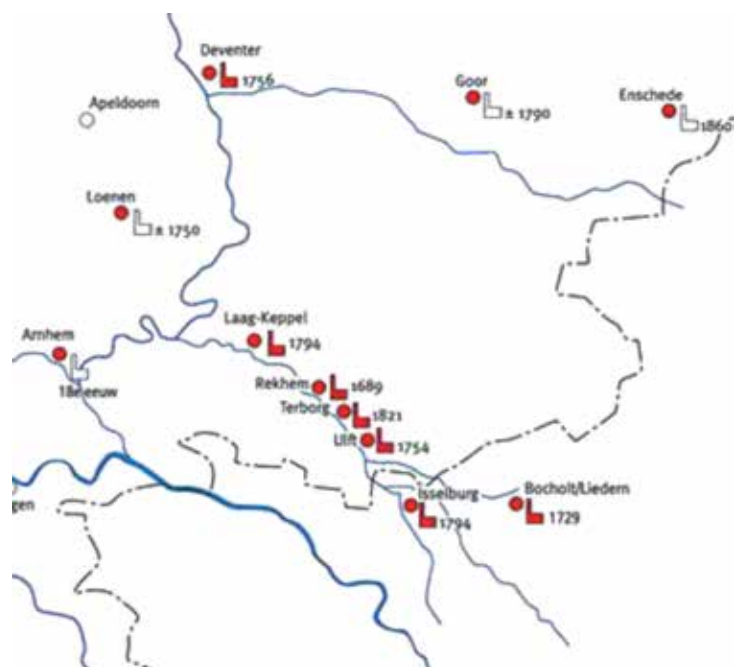 Deventer
1756
Goor
± 1790
Enschede
1860
Apeldoorn
Loenen
± 1750
Laag-Keppel
1794
Arnhem
18e eeuw
Rekhem
1689
Terborg
1821
Ulft
1754
Isselburg
1794
Bocholt/Liedern
1729
gen